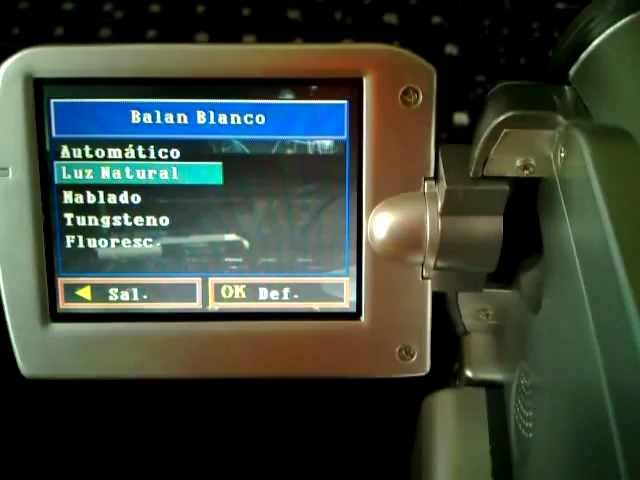 Balan Blanco
Automático
Luz Natural
Nablado
Tungsteno
Fluoresc.
Sal.
OK Def.